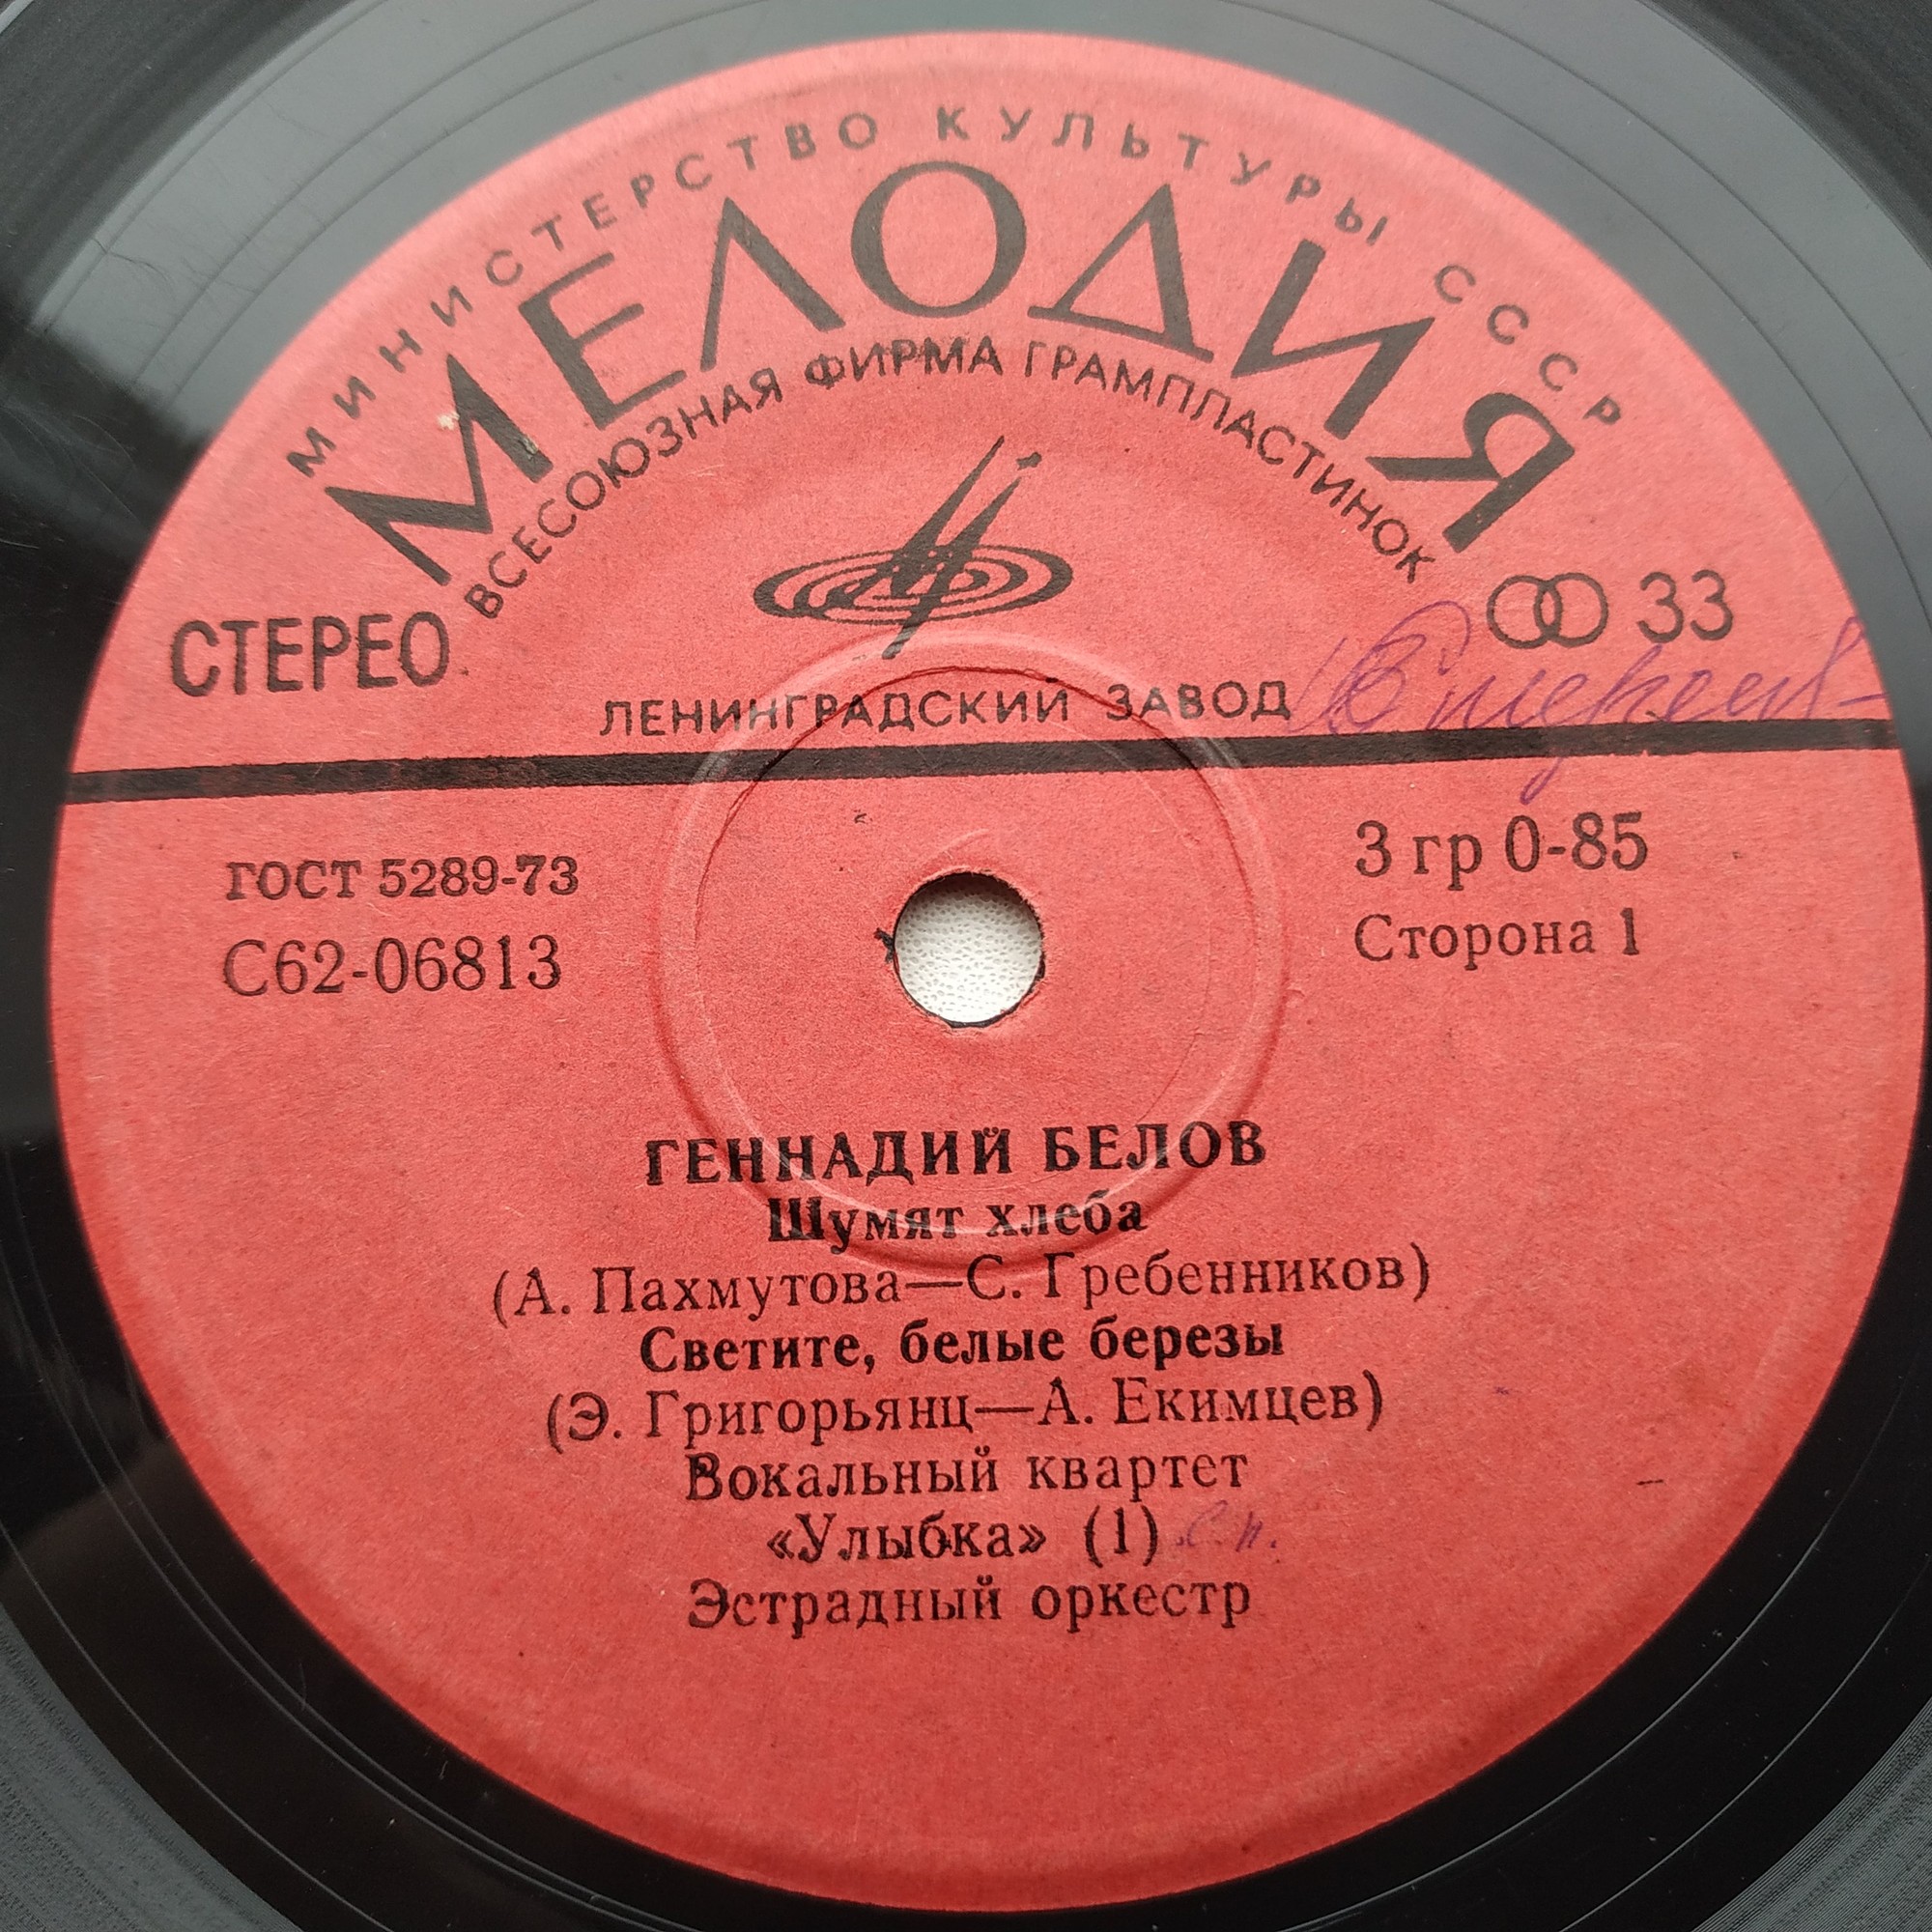 МИНИСТЕРСТВО КУЛЬТУРЫ СССР
МЕЛОДИЯ
ВСЕСОЮЗНАЯ ФИРМА ГРАМПЛАСТИНОК
СТЕРЕО
33
ЛЕНИНГРАДСКИЙ ЗАВОД
ГОСТ 5289-73
3 гр 0-85
С62-06813
Сторона 1
ГЕННАДИЙ БЕЛОВ
Шумят хлеба
(А. Пахмутова—С. Гребенников)
Светите, белые березы
(Э. Григорьянц—А. Екимцев)
Вокальный квартет
«Улыбка» (1)
Эстрадный оркестр